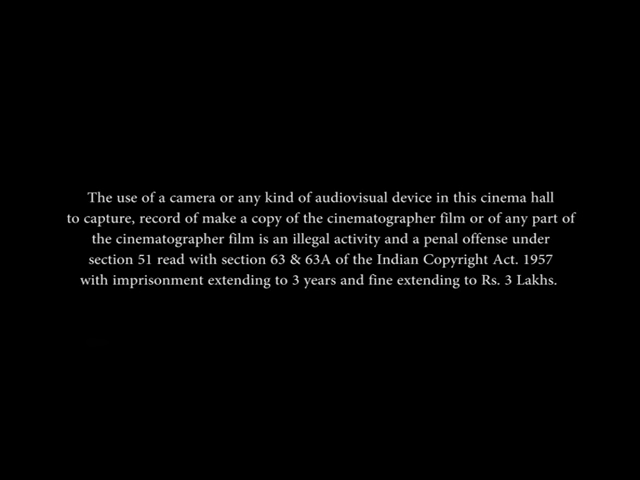 The use of a camera or any kind of audiovisual device in this cinema hall
to capture, record of make a copy of the cinematographer film or of any part of
the cinematographer film is an illegal activity and a penal offense under
section 51 read with section 63 & 63A of the Indian Copyright Act. 1957
with imprisonment extending to 3 years and fine extending to Rs. 3 Lakhs.